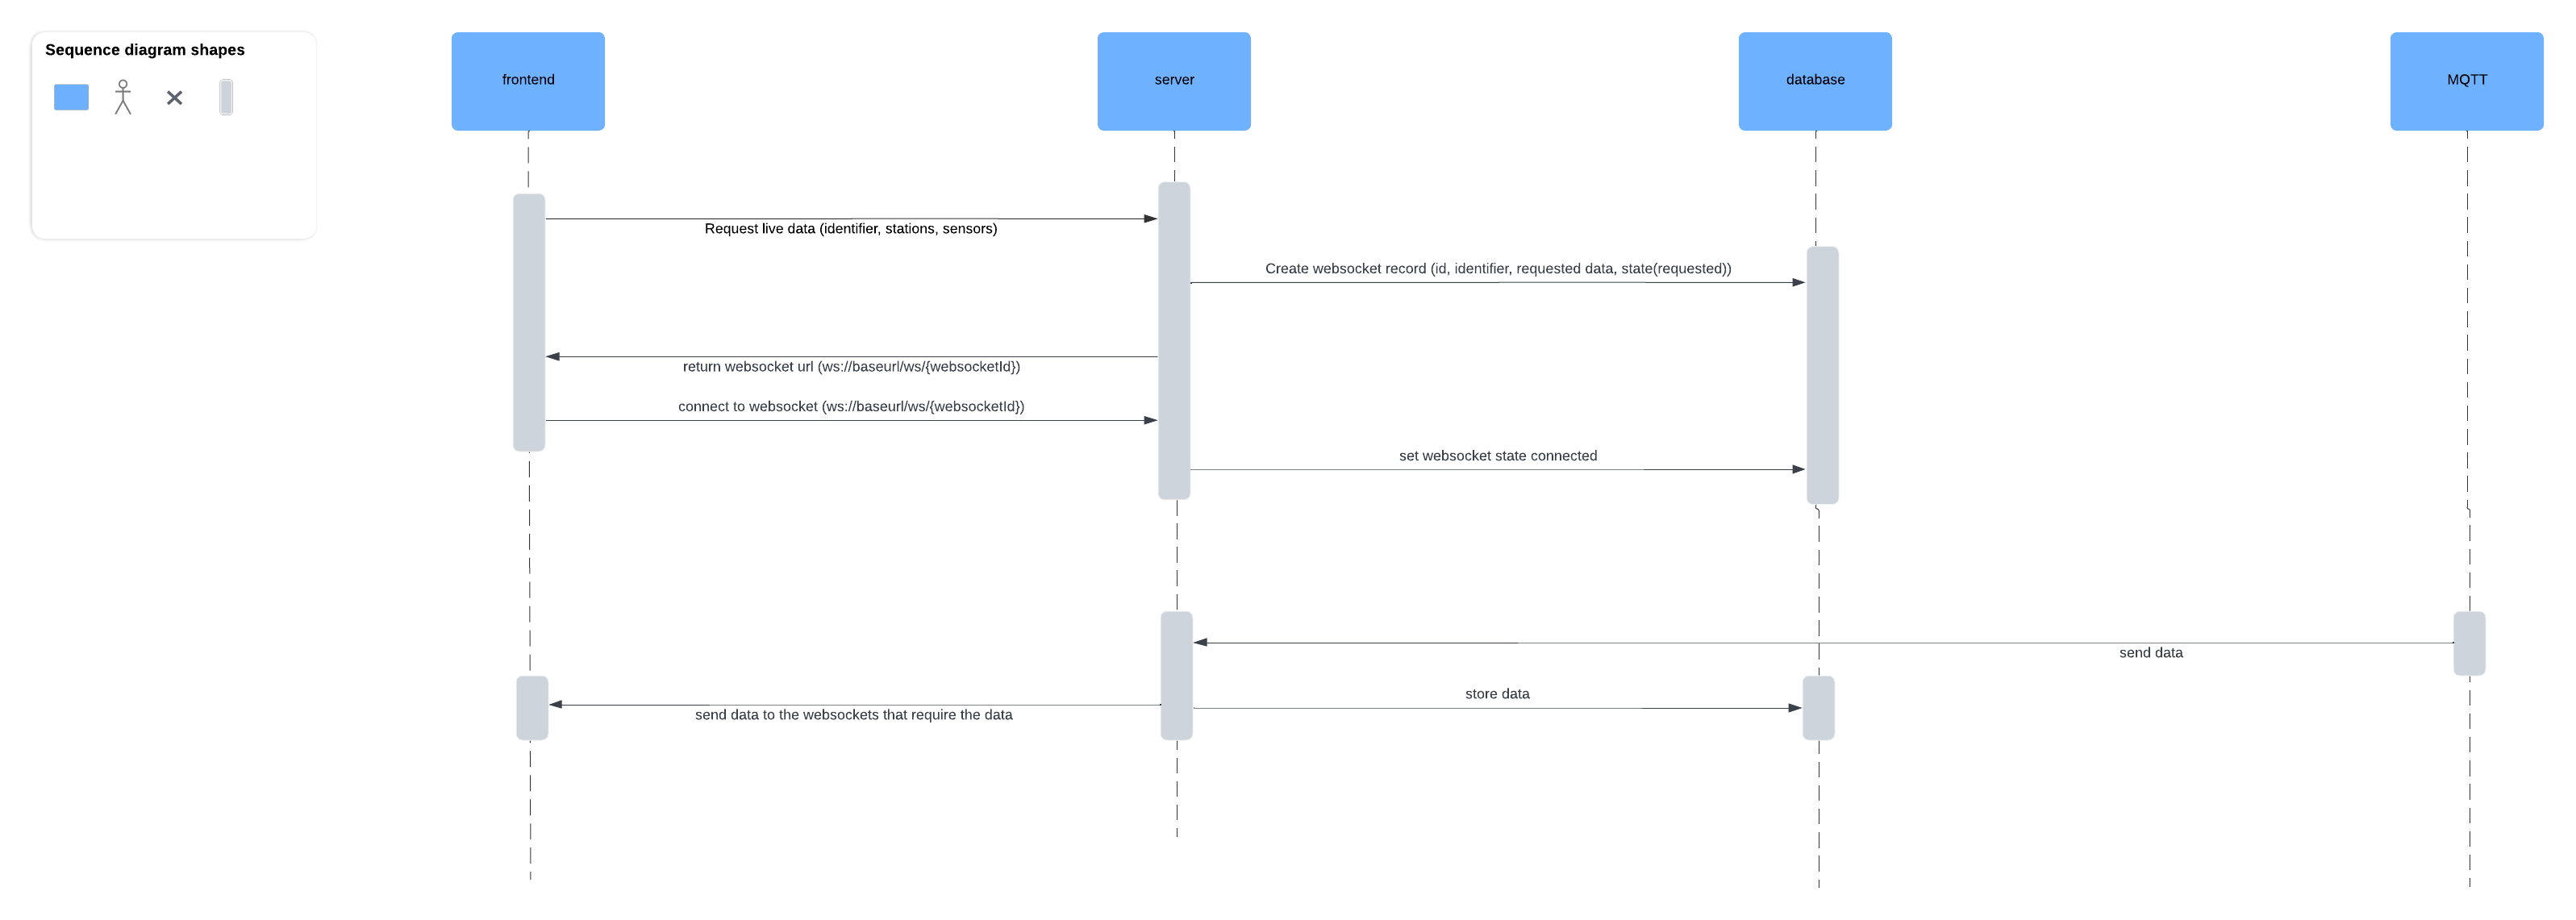 Sequence diagram shapes
frontend
server
database
MQTT
Request live data (identifier, stations, sensors)
Create websocket record (id, identifier, requested data, state(requested))
return websocket url (ws://baseurl/ws/{websocketId})
connect to websocket (ws://baseurl/ws/{websocketId})
set websocket state connected
send data
store data
send data to the websockets that require the data